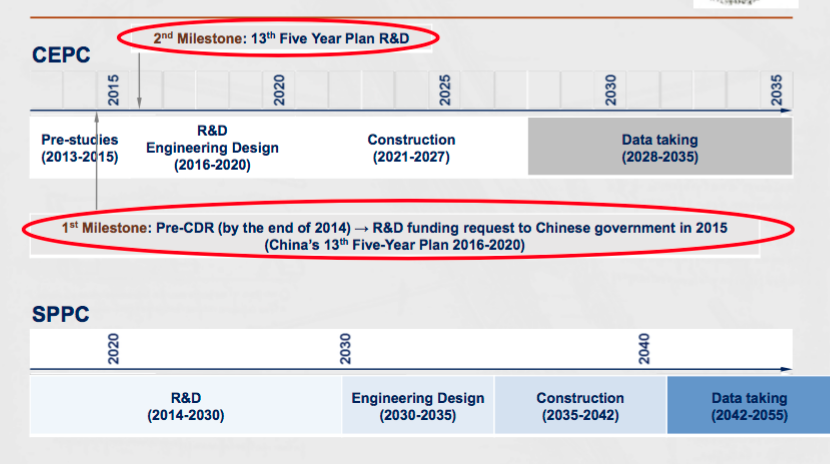 2nd Milestone: 13th Five Year Plan R&D
CEPC
2015
2020
2025
2030
2035
Pre-studies
(2013-2015)
R&D
Engineering Design
(2016-2020)
Construction
(2021-2027)
Data taking
(2028-2035)
1st Milestone: Pre-CDR (by the end of 2014) → R&D funding request to Chinese government in 2015
(China's 13th Five-Year Plan 2016-2020)
SPPC
2020
2030
2040
R&D
(2014-2030)
Engineering Design
(2030-2035)
Construction
(2035-2042)
Data taking
(2042-2055)